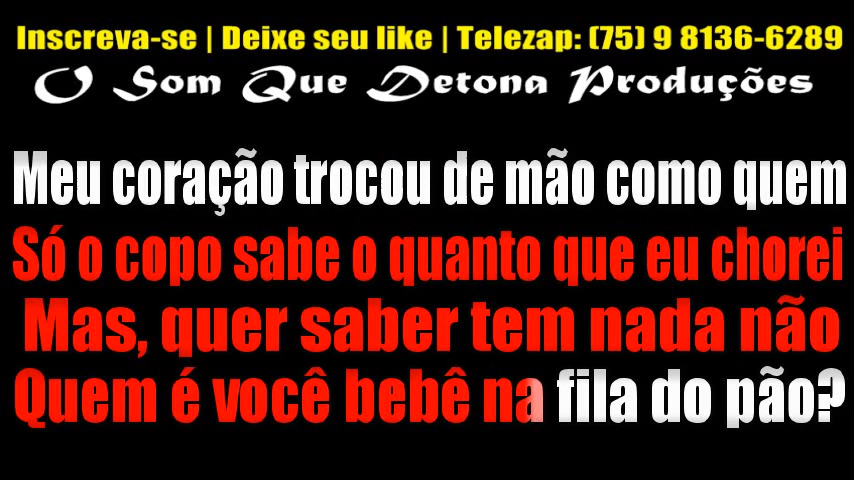 Inscreva-se | Deixe seu like | Telezap: (75) 9 8136-6289
O Som Que Detona Produções
Meu coração trocou de mão como quem
Só o copo sabe o quanto que eu chorei
Mas, quer saber tem nada não
Quem é você bebê na fila do pão?